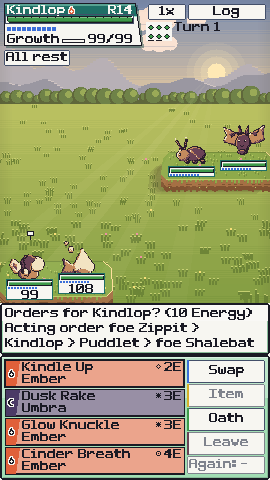 Kindlop R14
1x
Log
Turn 1
Growth 99/99
All rest
99
108
Orders for Kindlop? (10 Energy)
Acting order foe Zippit >
Kindlop > Puddlet > foe Shalebat
Kindle Up 2E
Ember
Swap
Dusk Rake *3E
Umbra
Item
Glow Knuckle *3E
Ember
Oath
Leave
Cinder Breath 4E
Ember
Again:-